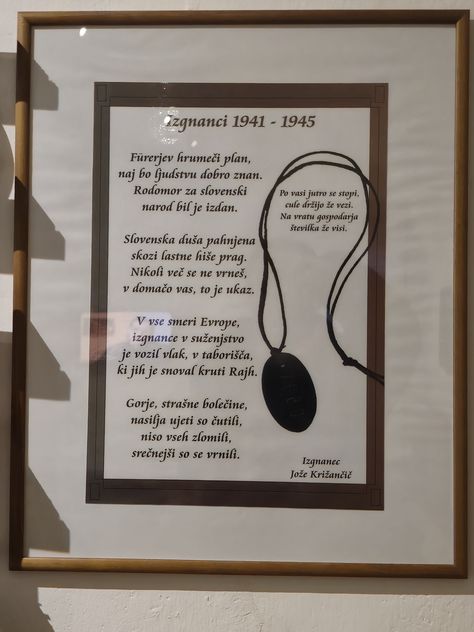 Izgnanci 1941 - 1945
Fürerjev hrumeči plan,
naj bo ljudstvu dobro znan.
Rodomor za slovenski
narod bil je izdan.
Slovenska duša pahnjena
skozi lastne hiše prag.
Nikoli več se ne vrneš,
v domačo vas, to je ukaz.
V vse smeri Evrope,
izgnance v suženjstvo
je vozil vlak, v taborišča,
ki jih je snoval kruti Rajh.
Gorje, strašne bolečine,
nasilja ujeti so čutili,
niso vseh zlomili,
srečnejši so se vrnili.
Po vasi jutro se stopi,
cule držijo že vezi.
Na vratu gospodarja
številka že visi.
Izgnanec
Jože Križančič